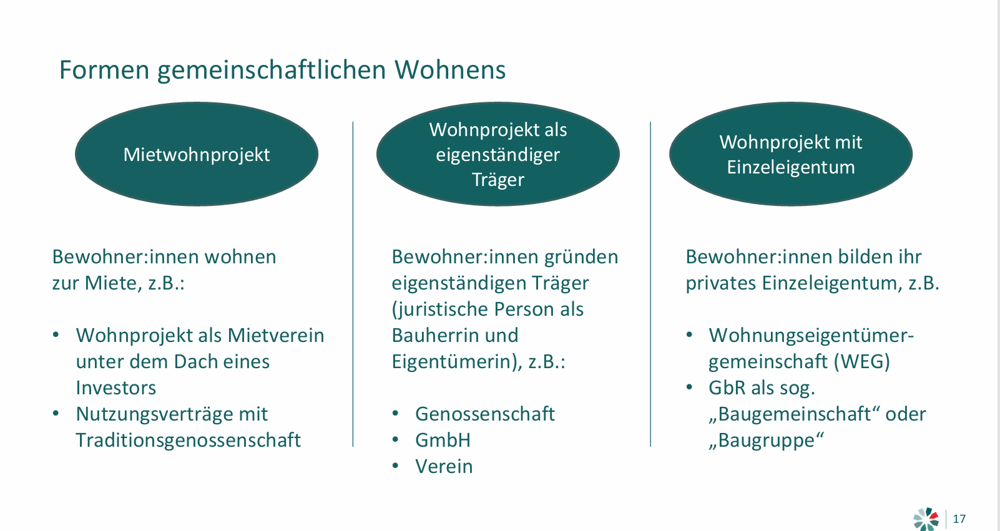 Formen gemeinschaftlichen Wohnens
Mietwohnprojekt
Bewohner:innen wohnen
zur Miete, z.B.:
• Wohnprojekt als Mietverein
unter dem Dach eines
Investors
• Nutzungsverträge mit
Traditionsgenossenschaft
Wohnprojekt als
eigenständiger
Träger
Bewohner:innen gründen
eigenständigen Träger
(juristische Person als
Bauherrin und
Eigentümerin), z.B.:
• Genossenschaft
• GmbH
• Verein
Wohnprojekt mit
Einzeleigentum
Bewohner:innen bilden ihr
privates Einzeleigentum, z.B.
• Wohnungseigentümer-
gemeinschaft (WEG)
• GbR als sog.
„Baugemeinschaft“ oder
„Baugruppe“
17